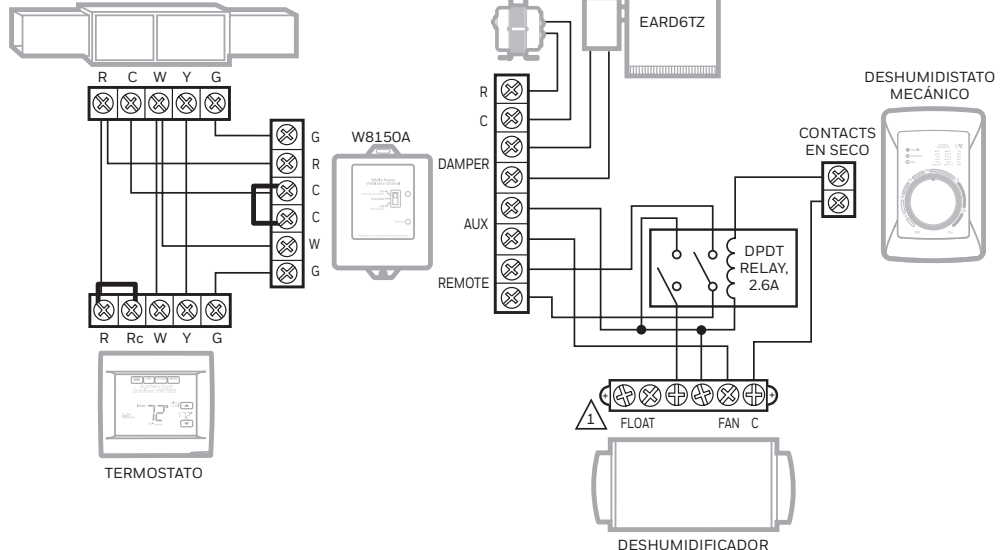 EARD6TZ
R C W Y G
R
C
DAMPER
AUX
REMOTE
G
R
C
C
W
G
W8150A
DESHUMIDISTATO
MECÁNICO
CONTACTS
EN SECO
DPDT
RELAY,
2.6A
R Rc W Y G
72°
TERMOSTATO
1
FLOAT
FAN C
DESHUMIDIFICADOR